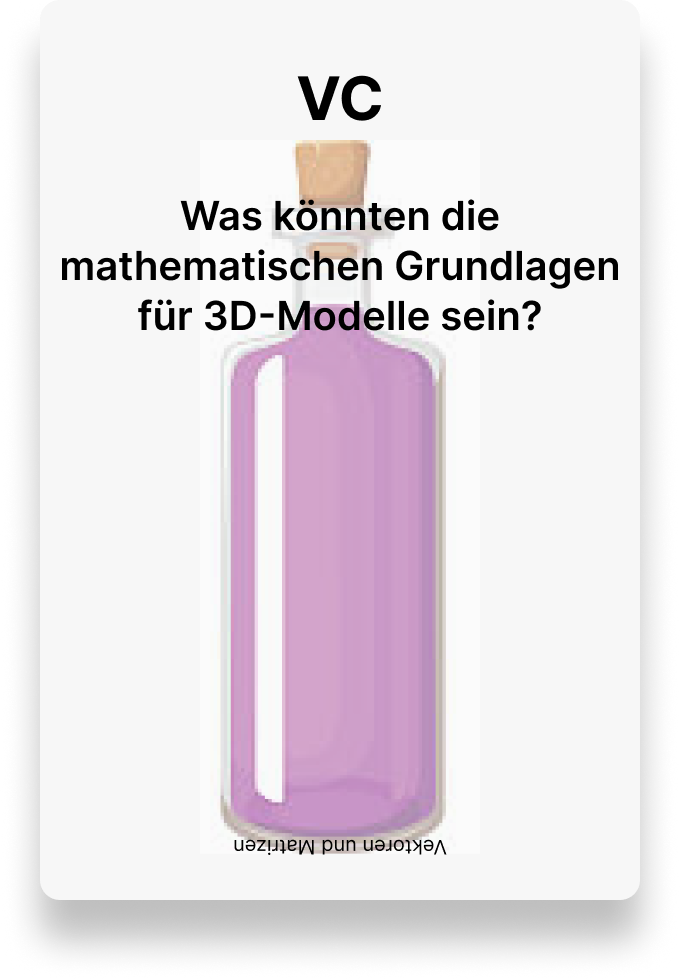 VC
Was könnten die
mathematischen Grundlagen
für 3D-Modelle sein?
Vektoren und Matrizen